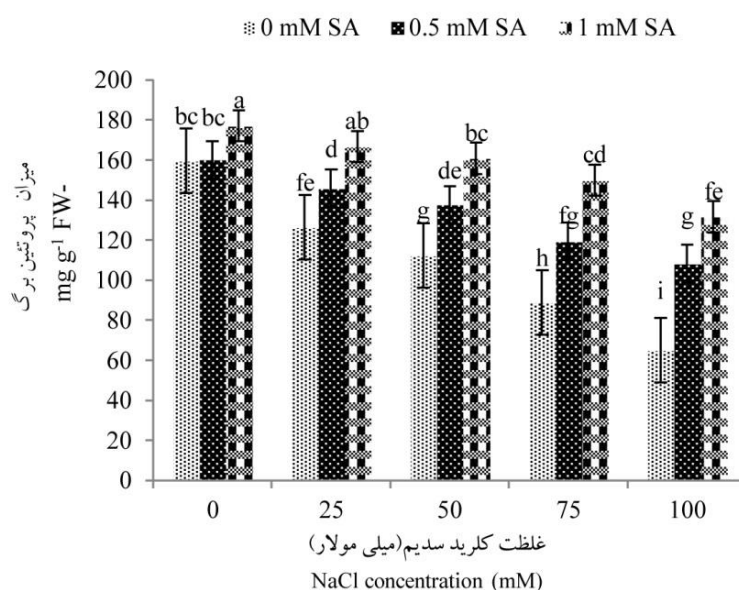 0 mM SA 0.5 mM SA 1 mM SA
200
180
160
140
120
100
80
60
40
20
0
میزان پروتئین برگ
mg g⁻¹ FW-
bc bc a
fe d ab
g de bc
h fg cd
i g fe
0 25 50 75 100
غلظت کلرید سدیم(میلی مولار)
NaCl concentration (mM)